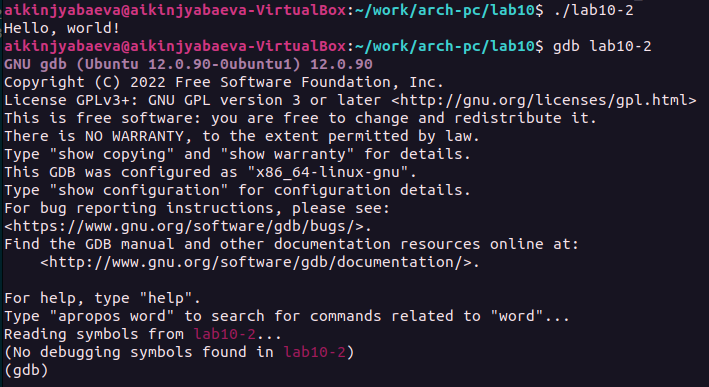 aikinjyabaeva@aikinjyabaeva-VirtualBox:~/work/arch-pc/lab10$ ./lab10-2
Hello, world!
aikinjyabaeva@aikinjyabaeva-VirtualBox:~/work/arch-pc/lab10$ gdb lab10-2
GNU gdb (Ubuntu 12.0.90-0ubuntu1) 12.0.90
Copyright (C) 2022 Free Software Foundation, Inc.
License GPLv3+: GNU GPL version 3 or later <http://gnu.org/licenses/gpl.html>
This is free software: you are free to change and redistribute it.
There is NO WARRANTY, to the extent permitted by law.
Type "show copying" and "show warranty" for details.
This GDB was configured as "x86_64-linux-gnu".
Type "show configuration" for configuration details.
For bug reporting instructions, please see:
<https://www.gnu.org/software/gdb/bugs/>.
Find the GDB manual and other documentation resources online at:
    <http://www.gnu.org/software/gdb/documentation/>.

For help, type "help".
Type "apropos word" to search for commands related to "word"...
Reading symbols from lab10-2...
(No debugging symbols found in lab10-2)
(gdb)